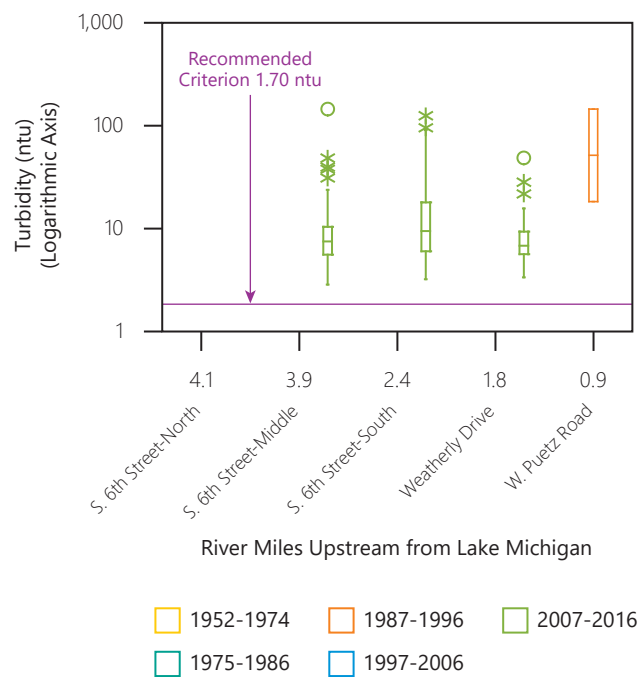 1,000
Recommended
Criterion 1.70 ntu
100
10
1
Turbidity (ntu)
(Logarithmic Axis)
4.1 3.9 2.4 1.8 0.9
S. 6th Street-North
S. 6th Street-Middle
S. 6th Street-South
Weatherly Drive
W. Puetz Road
River Miles Upstream from Lake Michigan
1952-1974 1987-1996 2007-2016
1975-1986 1997-2006